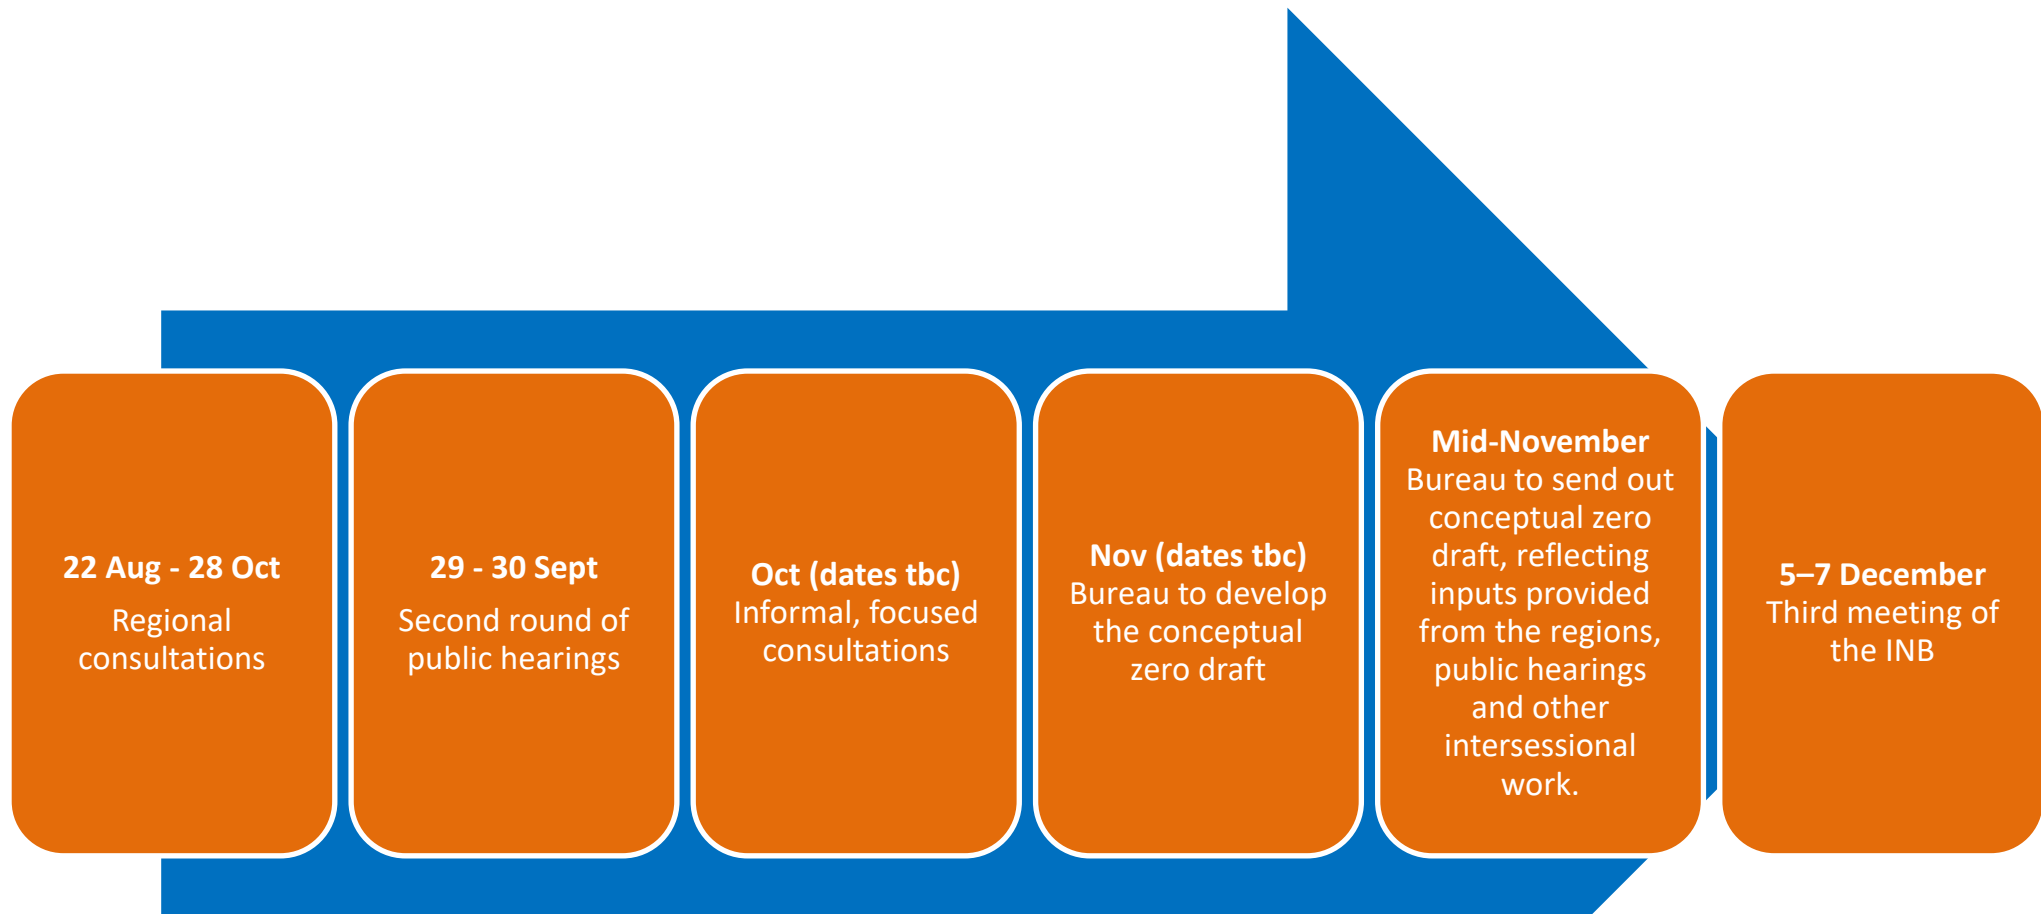 22 Aug - 28 Oct
Regional
consultations
29 - 30 Sept
Second round of
public hearings
Oct (dates tbc)
Informal, focused
consultations
Nov (dates tbc)
Bureau to develop
the conceptual
zero draft
Mid-November
Bureau to send out
conceptual zero
draft, reflecting
inputs provided
from the regions,
public hearings
and other
intersessional
work.
5–7 December
Third meeting of
the INB